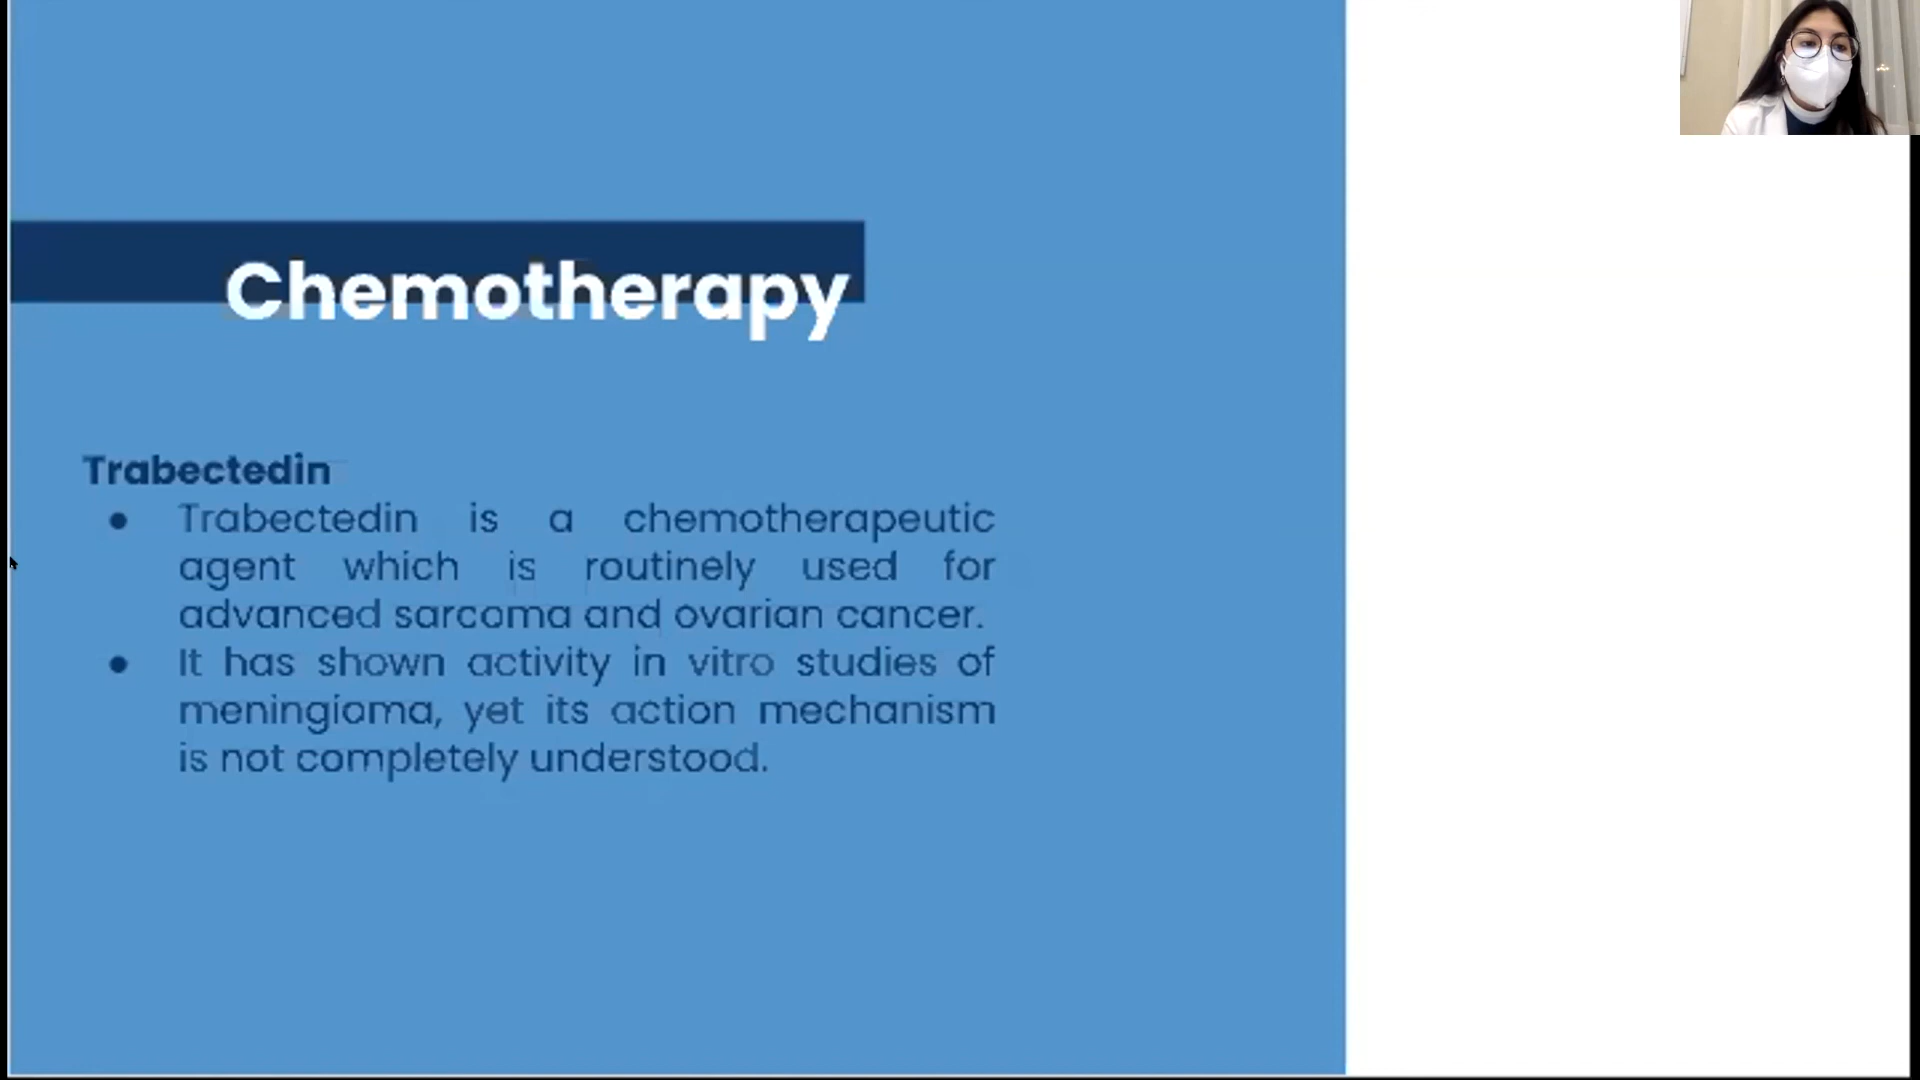 Chemotherapy
Trabectedin
● Trabectedin is a chemotherapeutic
agent which is routinely used for
advanced sarcoma and ovarian cancer.
● It has shown activity in vitro studies of
meningioma, yet its action mechanism
is not completely understood.